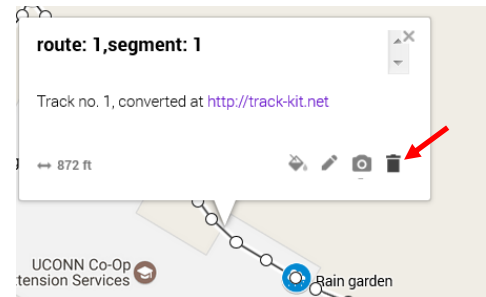 route: 1,segment: 1
Track no. 1, converted at http://track-kit.net
872 ft
UCONN Co-Op
tension Services
Rain garden